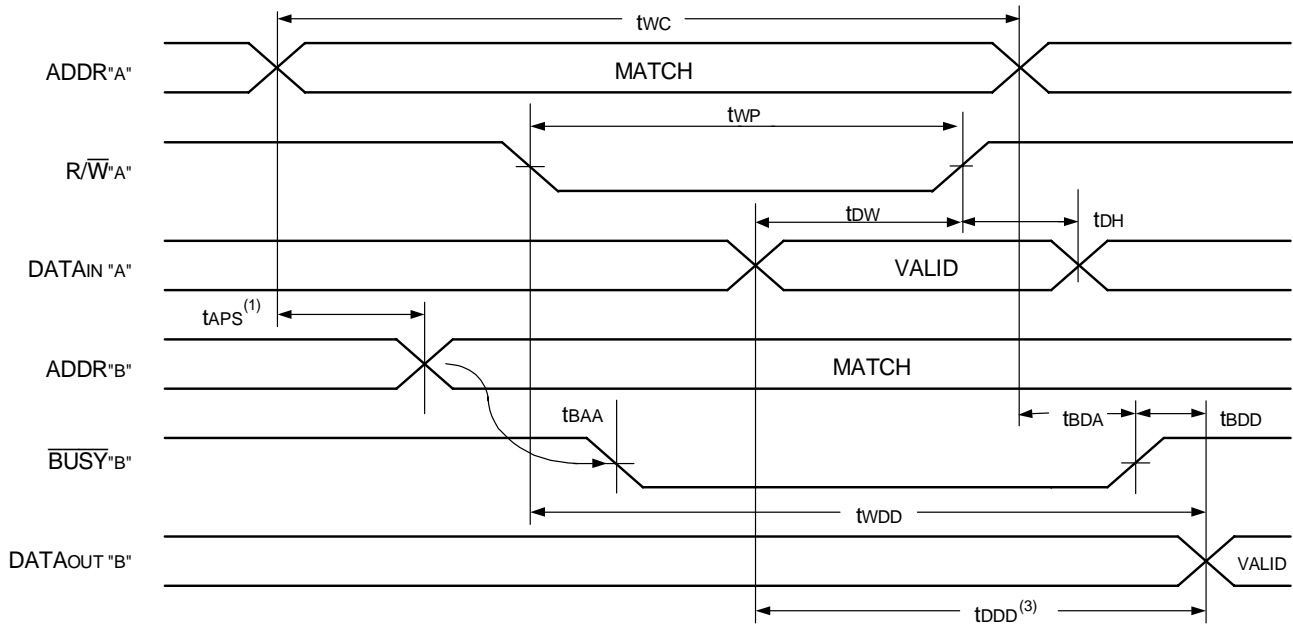 tWC
ADDR"A"
MATCH
tWP
R/W̅"A"
tDW
tDH
DATAIN "A"
VALID
tAPS(1)
ADDR"B"
MATCH
tBAA
tBDA
tBDD
B̅U̅S̅Y̅"B"
tWDD
DATAOUT "B"
VALID
tDDD(3)